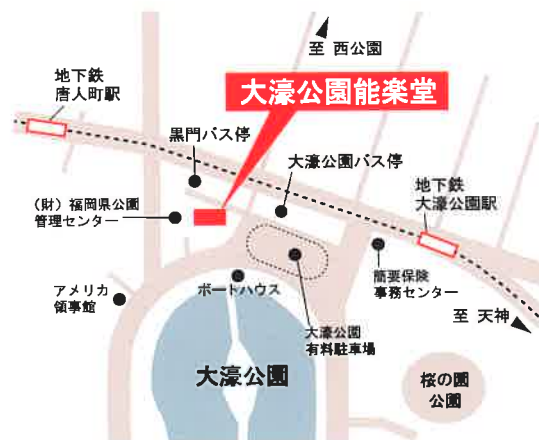 至 西公園
地下鉄
唐人町駅
大濠公園能楽堂
黒門バス停
大濠公園バス停
地下鉄
大濠公園駅
(財)福岡県公園
管理センター
簡要保険
事務センター
アメリカ
領事館
ボートハウス
大濠公園
有料駐車場
至 天神
大濠公園
桜の園
公園